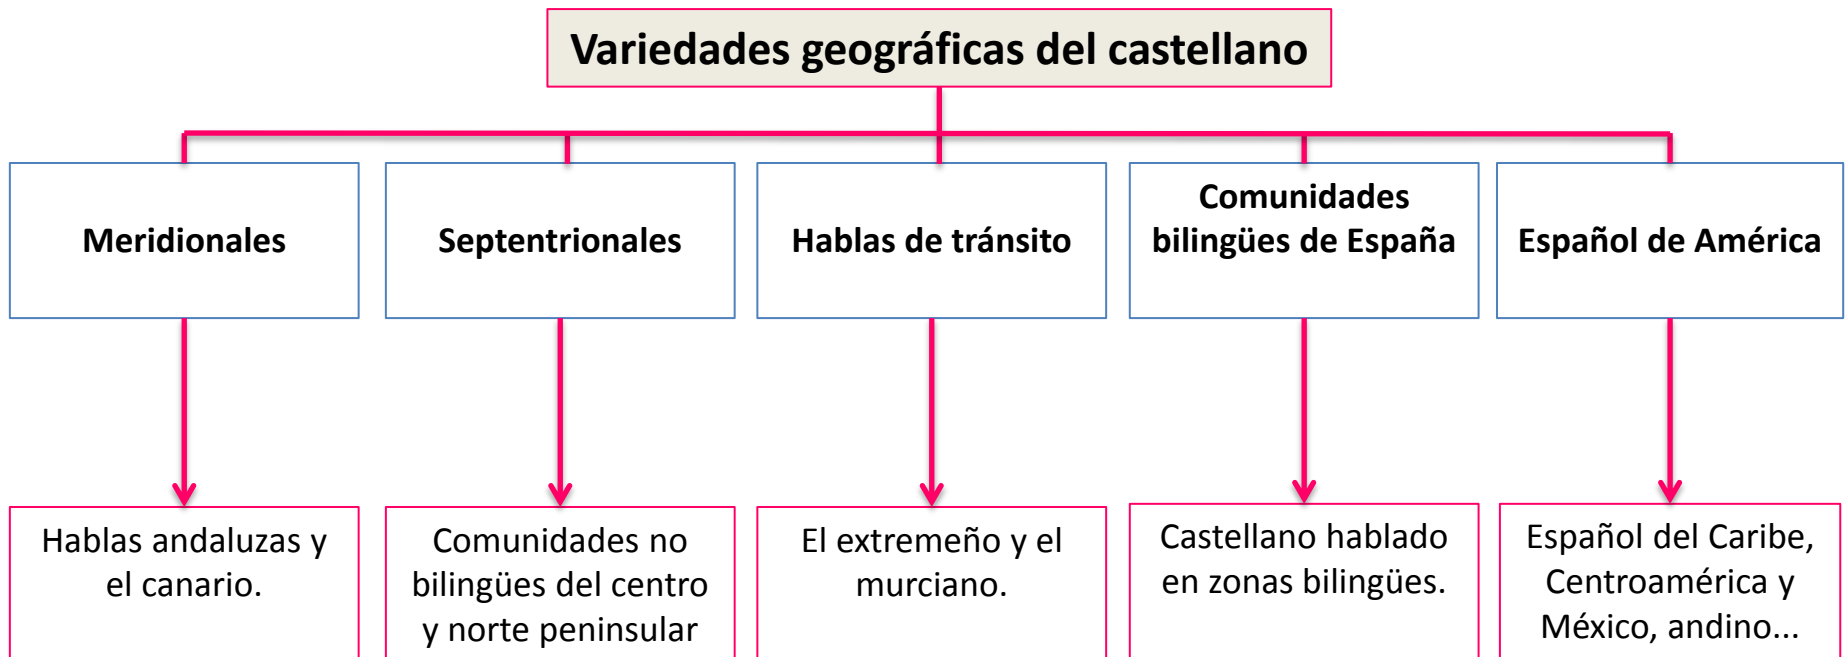 Variedades geográficas del castellano
Meridionales
Septentrionales
Hablas de tránsito
Comunidades
bilingües de España
Español de América
Hablas andaluzas y
el canario.
Comunidades no
bilingües del centro
y norte peninsular
El extremeño y el
murciano.
Castellano hablado
en zonas bilingües.
Español del Caribe,
Centroamérica y
México, andino...